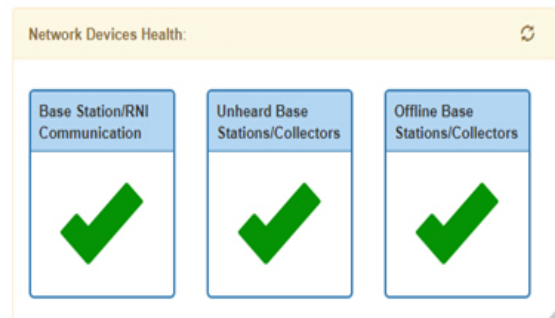 Network Devices Health:
Base Station/RNI
Communication
Unheard Base
Stations/Collectors
Offline Base
Stations/Collectors